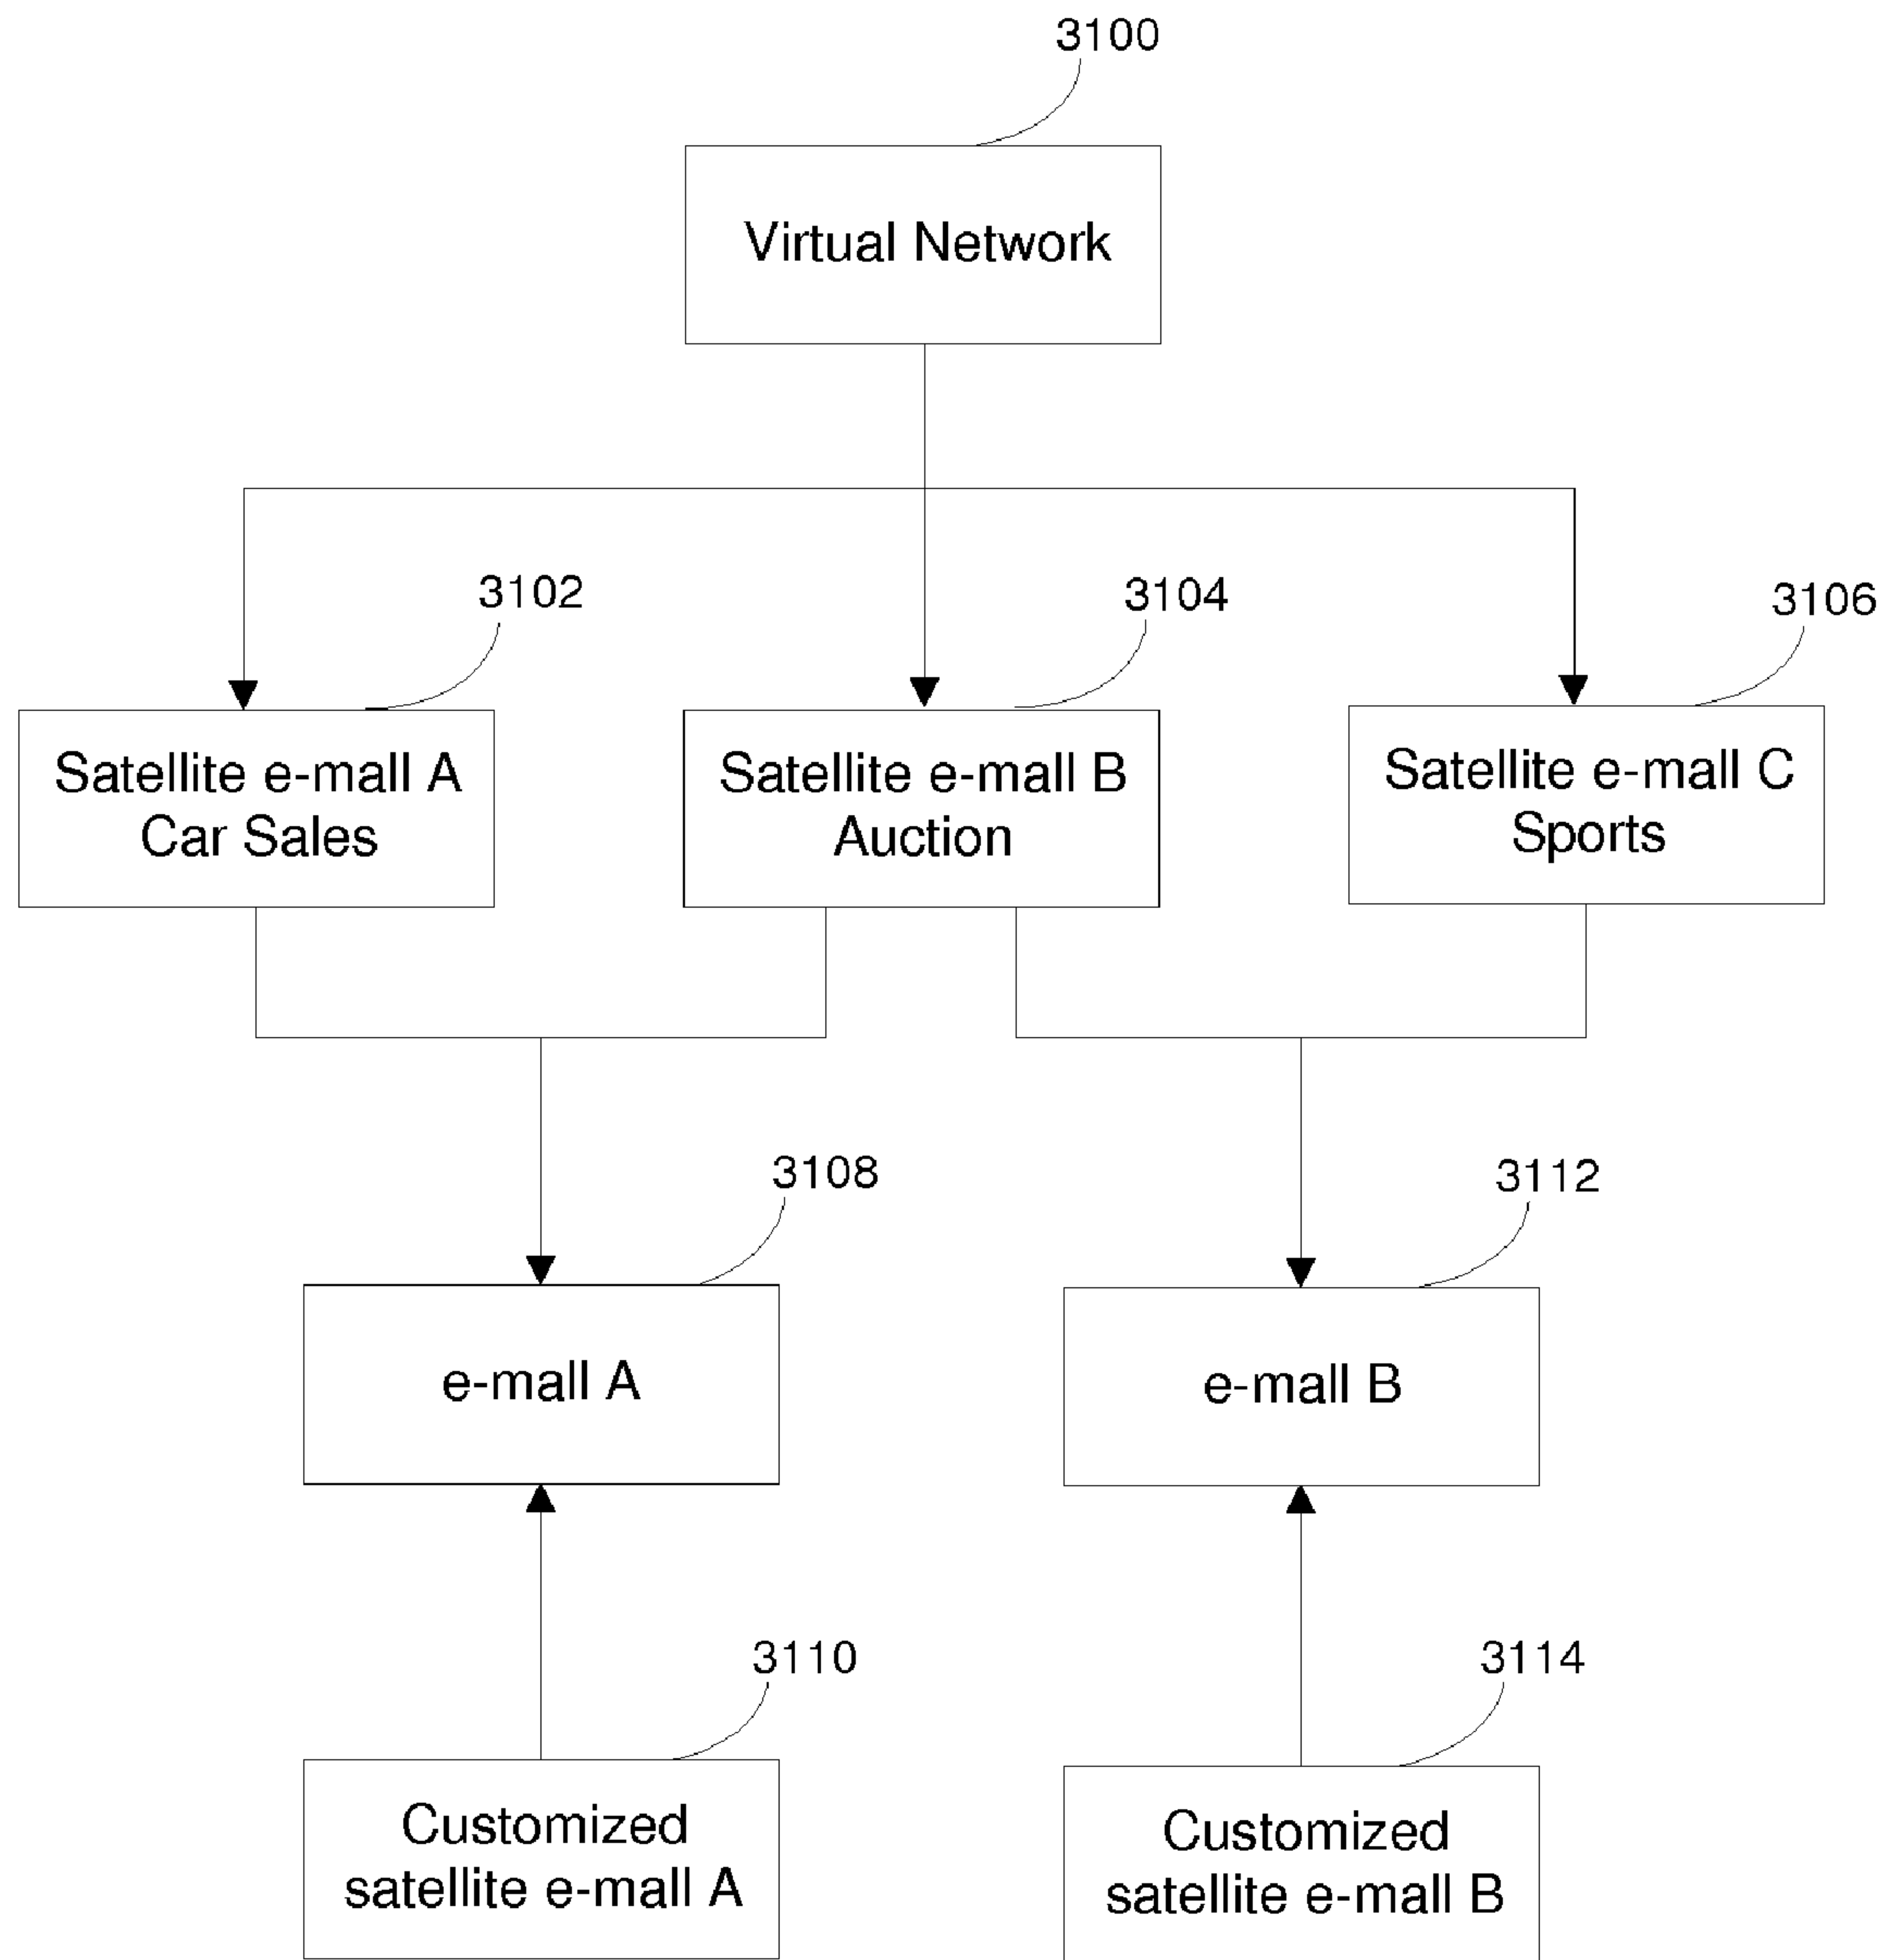 3100
Virtual Network
3102
3104
3106
Satellite e-mall A
Car Sales
Satellite e-mall B
Auction
Satellite e-mall C
Sports
3108
3112
e-mall A
e-mall B
3110
3114
Customized
satellite e-mall A
Customized
satellite e-mall B